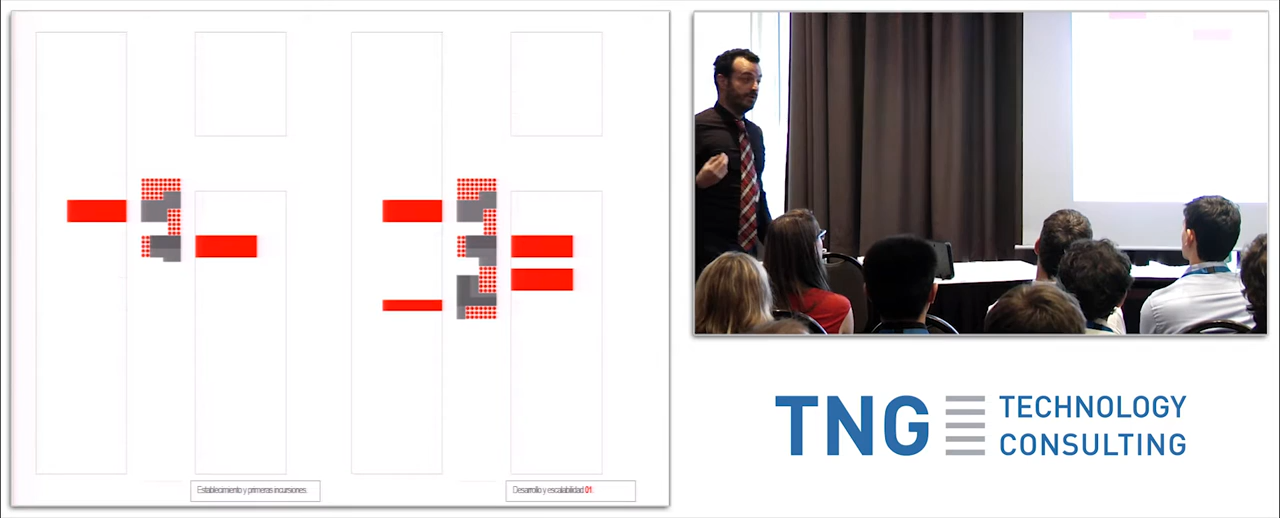 Establecimiento y primeras incursiones
Desarrollo y escalabilidad 01
TNG TECHNOLOGY
CONSULTING